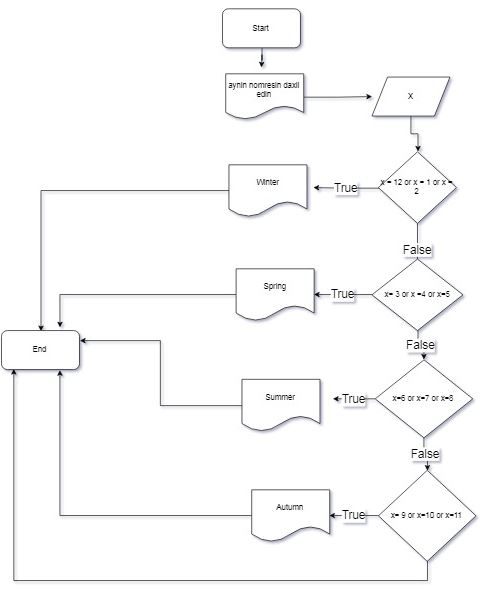 Start
aynin nomresin daxil
edin
X
x = 12 or x = 1 or x =
2
True
Winter
False
x= 3 or x =4 or x=5
True
Spring
End
False
x=6 or x=7 or x=8
True
Summer
False
x= 9 or x=10 or x=11
True
Autumn